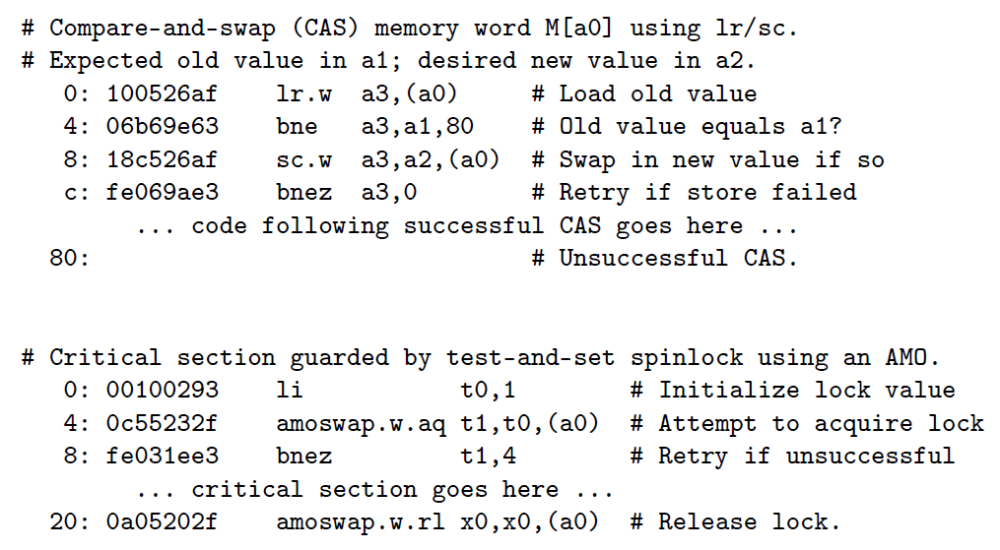 # Compare-and-swap (CAS) memory word M[a0] using lr/sc.
# Expected old value in a1; desired new value in a2.
0: 100526af lr.w a3,(a0) # Load old value
4: 06b69e63 bne a3,a1,80 # Old value equals a1?
8: 18c526af sc.w a3,a2,(a0) # Swap in new value if so
c: fe069ae3 bnez a3,0 # Retry if store failed
... code following successful CAS goes here ...
80: # Unsuccessful CAS.
# Critical section guarded by test-and-set spinlock using an AMO.
0: 00100293 li t0,1 # Initialize lock value
4: 0c55232f amoswap.w.aq t1,t0,(a0) # Attempt to acquire lock
8: fe031ee3 bnez t1,4 # Retry if unsuccessful
... critical section goes here ...
20: 0a05202f amoswap.w.rl x0,x0,(a0) # Release lock.